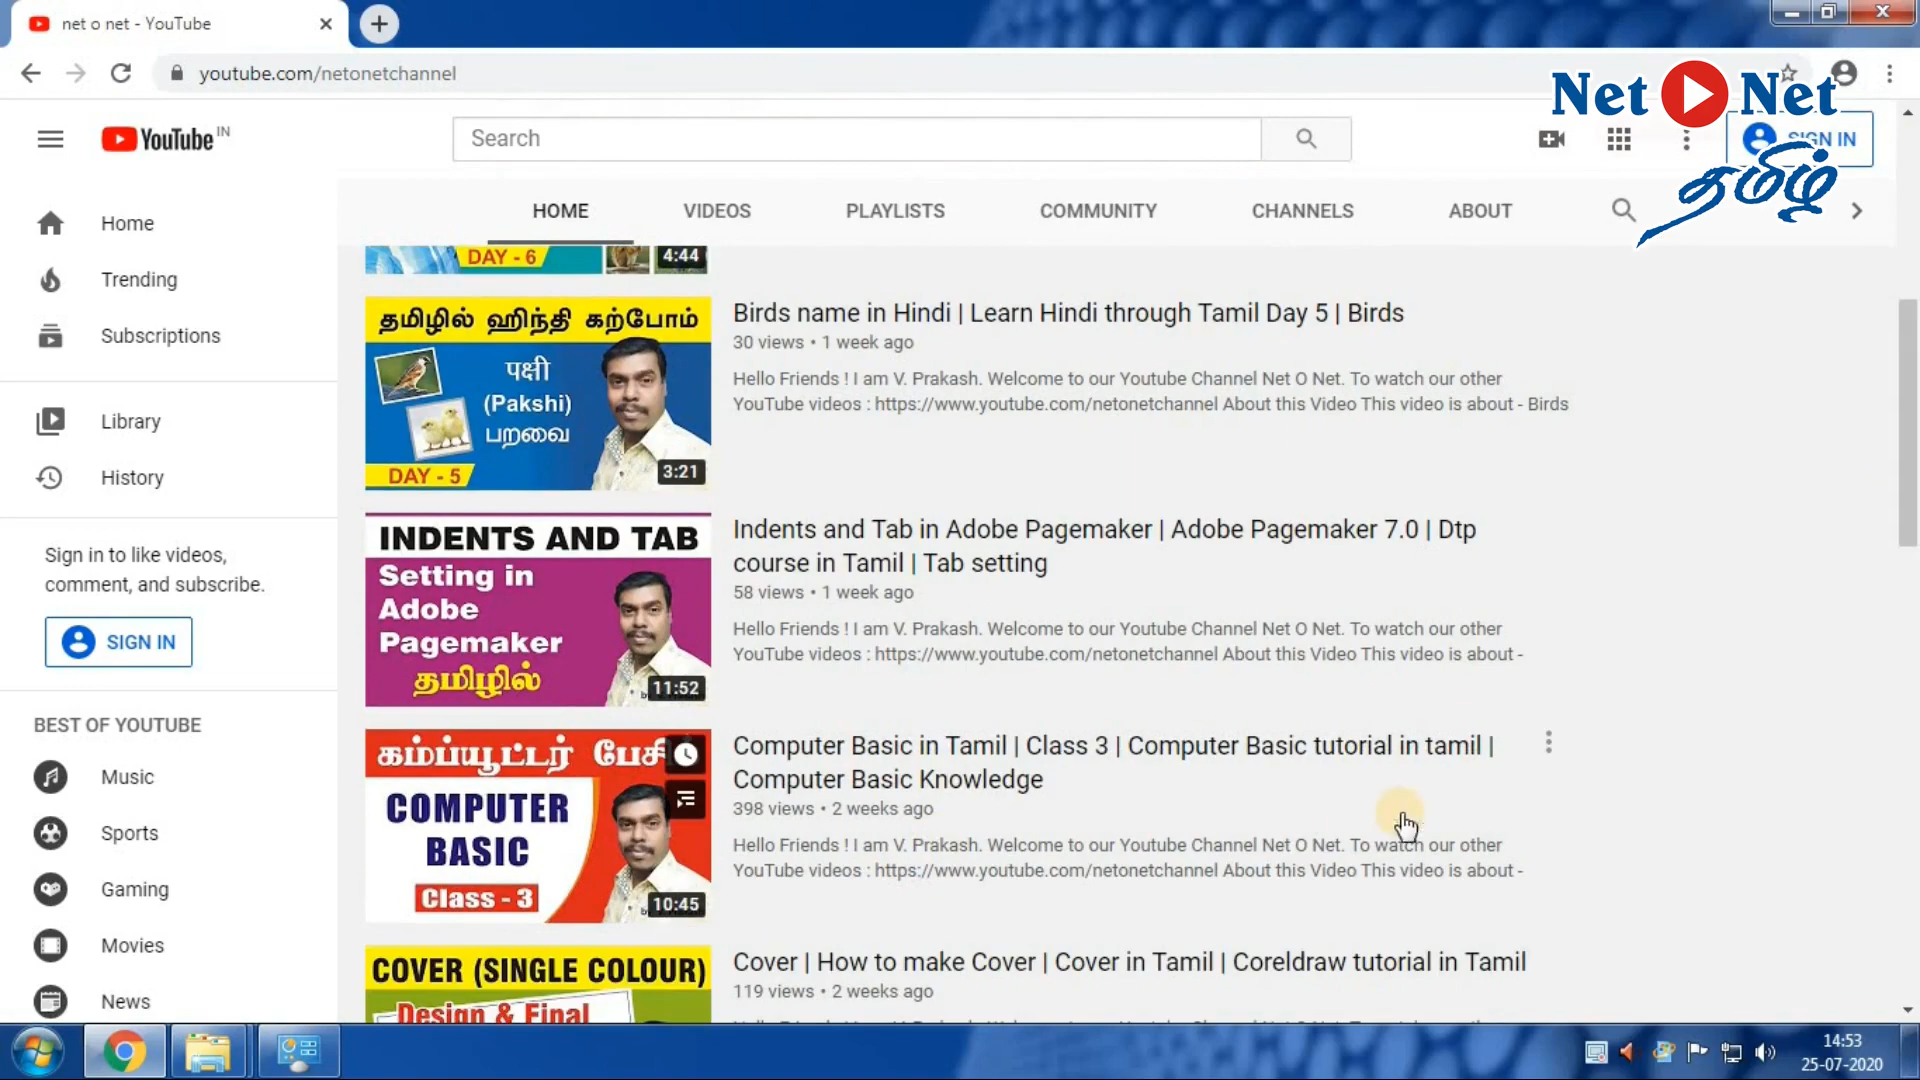 net o net - YouTube
youtube.com/netonetchannel
Net Net
தமிழ்
YouTube IN
Search
SIGN IN
HOME VIDEOS PLAYLISTS COMMUNITY CHANNELS ABOUT
Home
Trending
Subscriptions
Library
History
Sign in to like videos,
comment, and subscribe.
SIGN IN
BEST OF YOUTUBE
Music
Sports
Gaming
Movies
News
DAY - 6
4:44
தமிழில் ஹிந்தி கற்போம்
पक्षी
(Pakshi)
பறவை
DAY - 5
3:21
Birds name in Hindi | Learn Hindi through Tamil Day 5 | Birds
30 views • 1 week ago
Hello Friends ! I am V. Prakash. Welcome to our Youtube Channel Net O Net. To watch our other
YouTube videos : https://www.youtube.com/netonetchannel About this Video This video is about - Birds
INDENTS AND TAB
Setting in
Adobe
Pagemaker
தமிழில்
11:52
Indents and Tab in Adobe Pagemaker | Adobe Pagemaker 7.0 | Dtp
course in Tamil | Tab setting
58 views • 1 week ago
Hello Friends ! I am V. Prakash. Welcome to our Youtube Channel Net O Net. To watch our other
YouTube videos : https://www.youtube.com/netonetchannel About this Video This video is about -
கம்ப்யூட்டர் பேசி
COMPUTER
BASIC
Class - 3
10:45
Computer Basic in Tamil | Class 3 | Computer Basic tutorial in tamil |
Computer Basic Knowledge
398 views • 2 weeks ago
Hello Friends ! I am V. Prakash. Welcome to our Youtube Channel Net O Net. To watch our other
YouTube videos : https://www.youtube.com/netonetchannel About this Video This video is about -
COVER (SINGLE COLOUR)
Design & Final
Cover | How to make Cover | Cover in Tamil | Coreldraw tutorial in Tamil
119 views • 2 weeks ago
14:53
25-07-2020